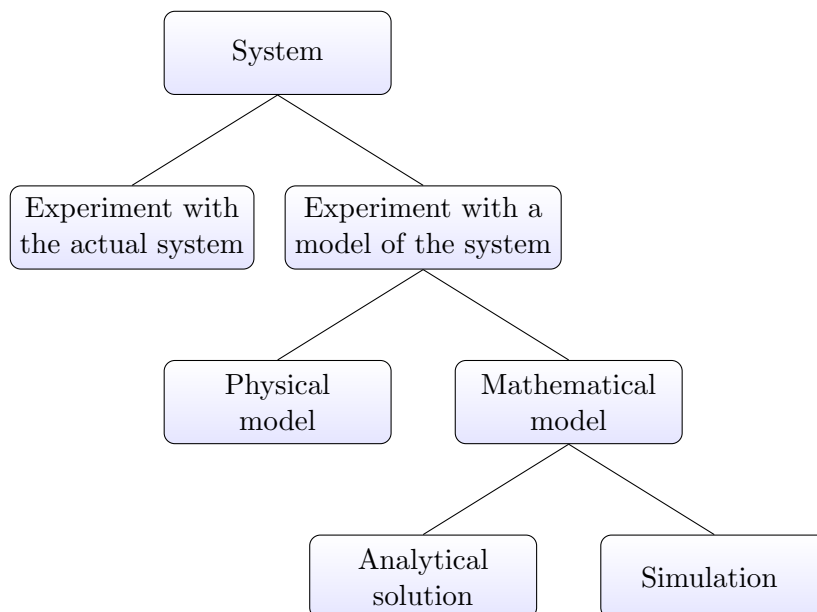 System
Experiment with
the actual system
Experiment with a
model of the system
Physical
model
Mathematical
model
Analytical
solution
Simulation